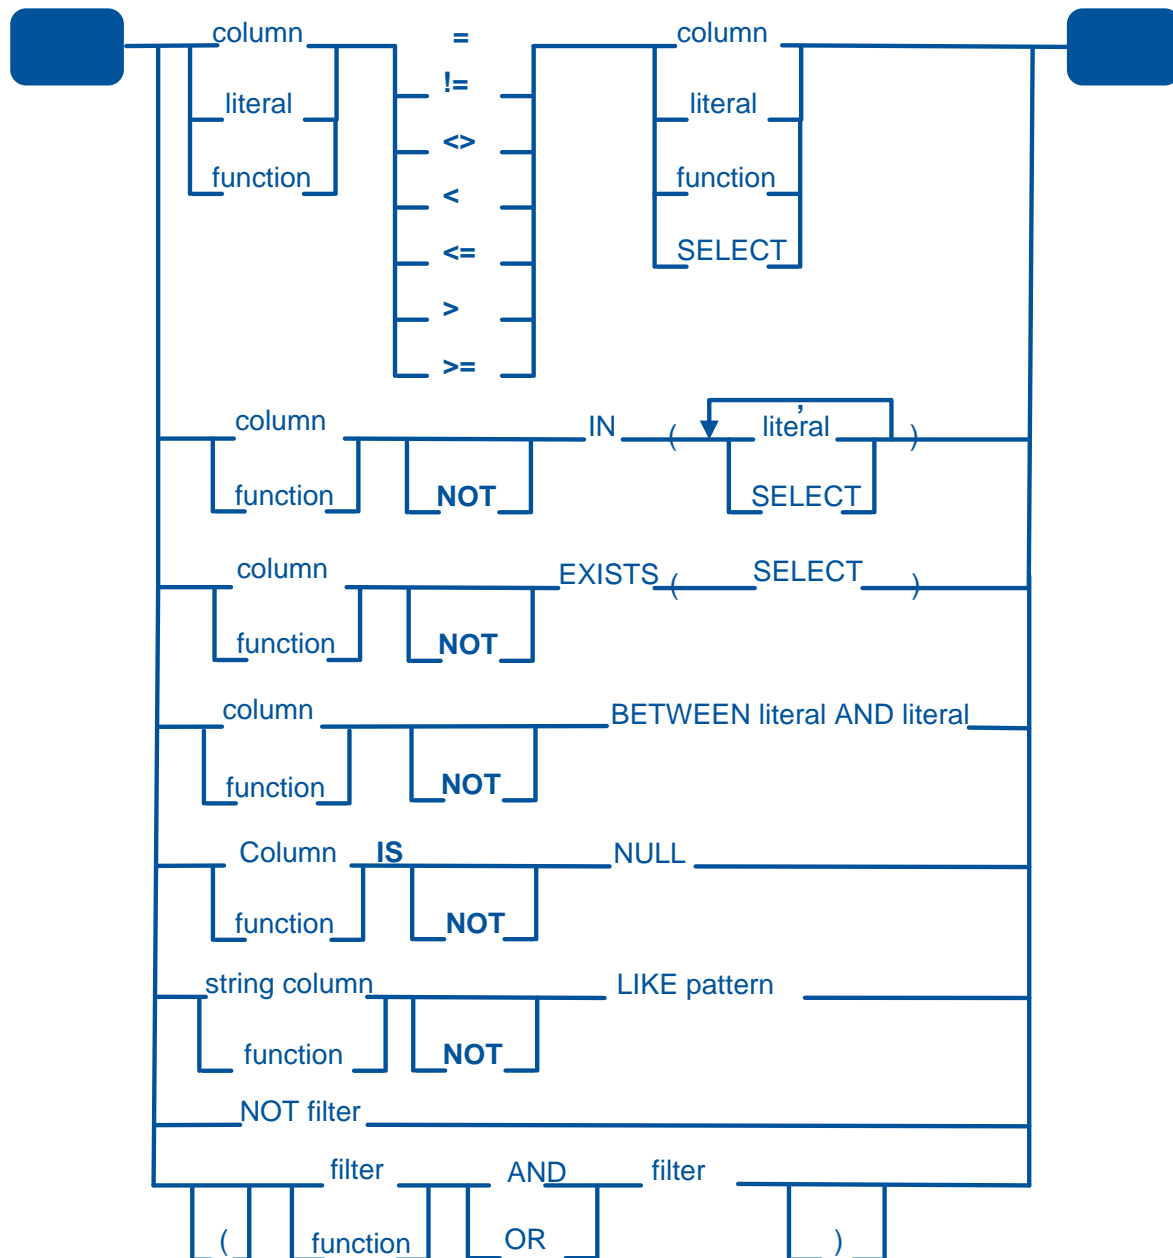 column = column
!=
literal literal
<>
function function
<
<= SELECT
>
>=
column IN ( , literal )
function NOT SELECT
column EXISTS ( SELECT )
function NOT
column BETWEEN literal AND literal
function NOT
Column IS NULL
function NOT
string column LIKE pattern
function NOT
NOT filter
filter AND filter
( function OR )